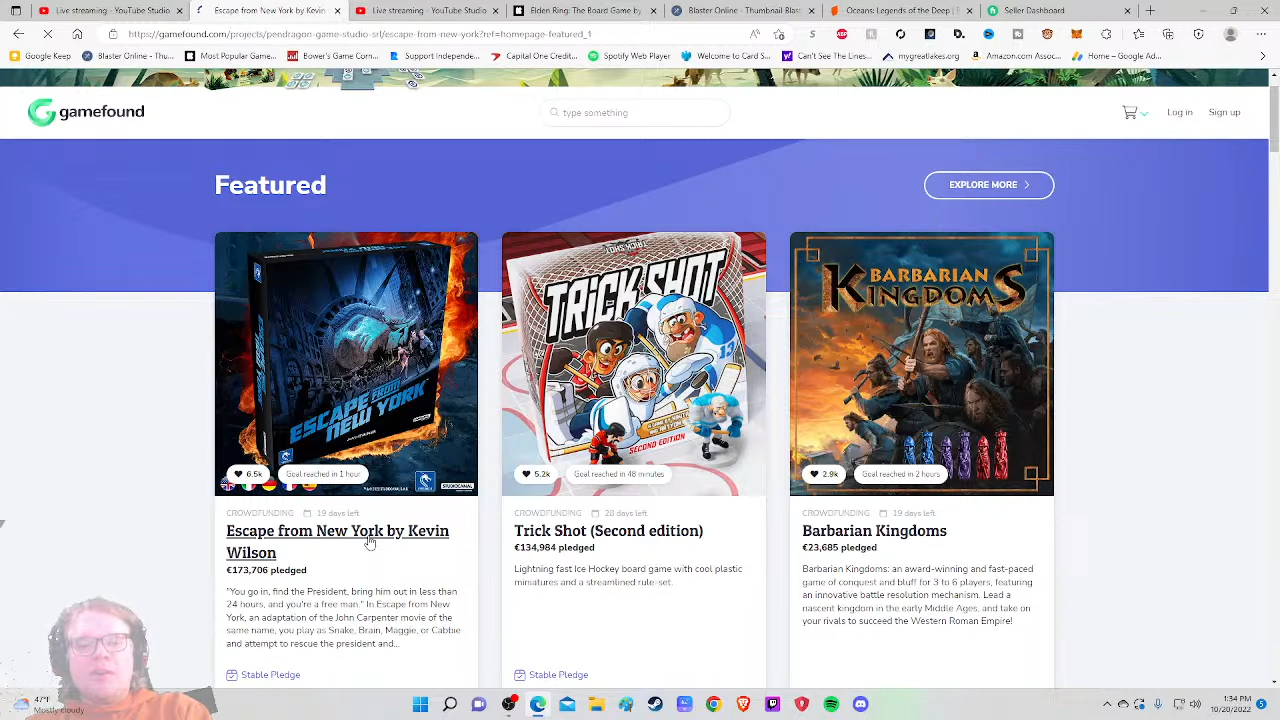 Escape from New York by Kevin
YouTube
live streaming - YouTube Studio
Elden Ring: The Board Game by
Blaster Online - Thumbnail Bas
Oceans Legends of the Deep |
Seller Dashboard
https://gamefound.com/projects/pendragon-game-studio-srl/escape-from-new-york?ref=homepage-featured_1
Google Keep
Blaster Online - Thu...
Most Popular Game...
Bower's Game Corn...
Support Independe...
Capital One Credit...
Spotify Web Player
Welcome to Card S...
Can't See The Lines...
mygreatlakes.org
Amazon.com Assoc...
Home – Google Ad...
gamefound
type something
Log in
Sign up
Featured
EXPLORE MORE
ESCAPE FROM
NEW YORK
STUDIOCANAL
6.5k
Goal reached in 1 hour
TRICK SHOT
SECOND EDITION
5.2k
Goal reached in 48 minutes
BARBARIAN
KINGDOMS
2.9k
Goal reached in 2 hours
CROWDFUNDING 19 days left
Escape from New York by Kevin
Wilson
€173,706 pledged
"You go in, find the President, bring him out in less than
24 hours, and you're a free man." In Escape from New
York, an adaptation of the John Carpenter movie of the
same name, you play as Snake, Brain, Maggie, or Cabbie
and attempt to rescue the president and...
Stable Pledge
CROWDFUNDING 28 days left
Trick Shot (Second edition)
€134,984 pledged
Lightning fast Ice Hockey board game with cool plastic
miniatures and a streamlined rule-set.
Stable Pledge
CROWDFUNDING 19 days left
Barbarian Kingdoms
€23,685 pledged
Barbarian Kingdoms: an award-winning and fast-paced
game of conquest and bluff for 3 to 6 players, featuring
an innovative battle resolution mechanism. Lead a
nascent kingdom in the early Middle Ages, and take on
your rivals to succeed the Western Roman Empire!
47°F
Mostly cloudy
1:34 PM
10/20/2022